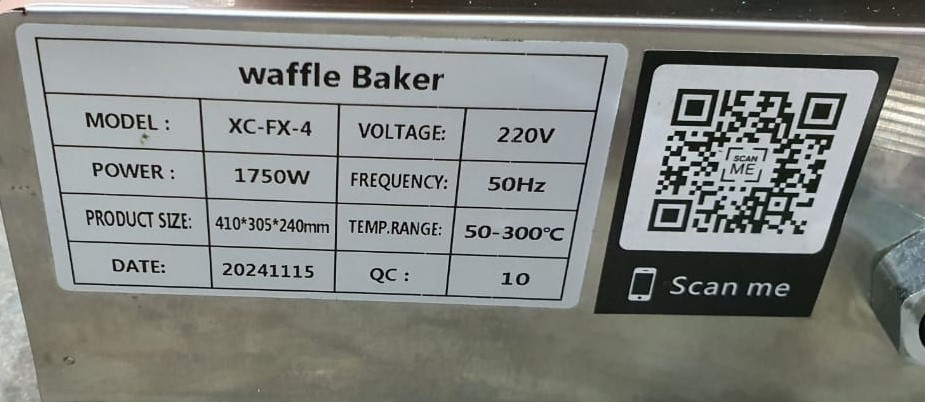 waffle Baker
MODEL : XC-FX-4 VOLTAGE: 220V
POWER : 1750W FREQUENCY: 50Hz
PRODUCT SIZE: 410*305*240mm TEMP.RANGE: 50-300℃
DATE: 20241115 QC : 10
SCAN
ME
Scan me